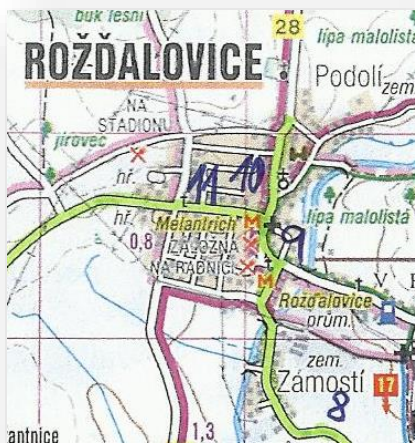 buk lesní
28
lípa malolistá
ROŽĎALOVICE
Podolí
zem.
NA
STADIONU
jírovec
hř.
11
10
hř.
Melantrich
M
lípa malolistá
0,8
ZÁLOŽNA
9
NA RADNICI
M
V
Rožďalovice
prům.
zem.
Zámostí
17
8
antnice
1,3